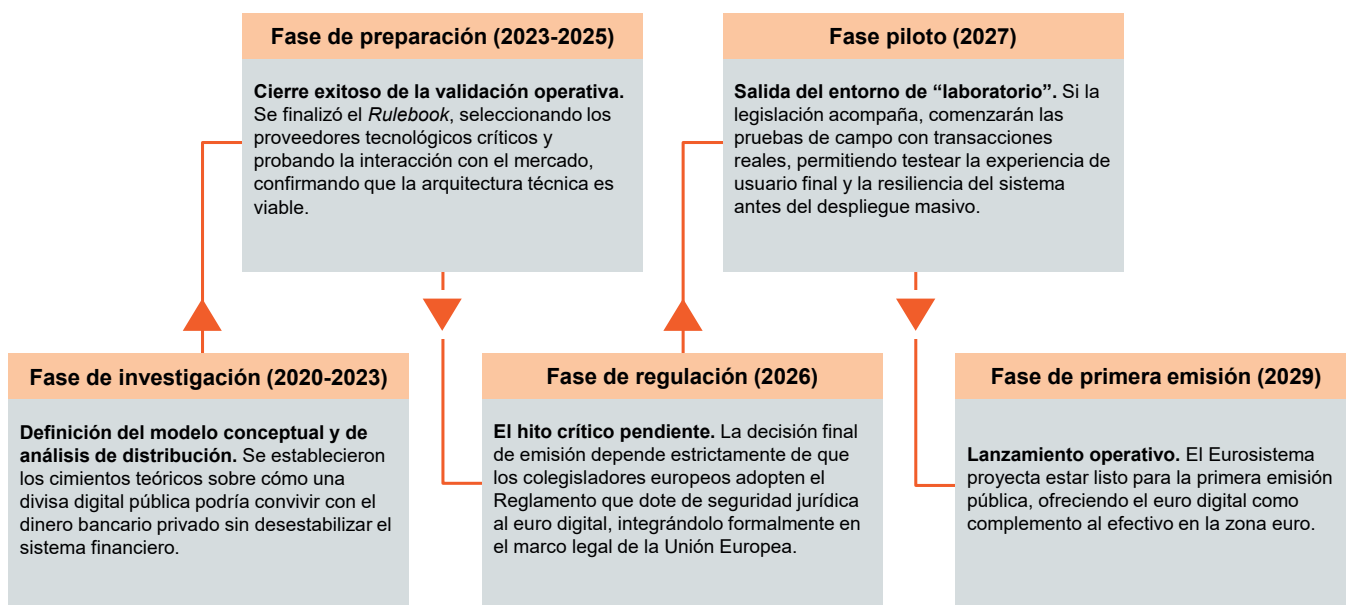 Fase de preparación (2023-2025)
Cierre exitoso de la validación operativa.
Se finalizó el Rulebook, seleccionando los
proveedores tecnológicos críticos y
probando la interacción con el mercado,
confirmando que la arquitectura técnica es
viable.
Fase piloto (2027)
Salida del entorno de “laboratorio”. Si la
legislación acompaña, comenzarán las
pruebas de campo con transacciones
reales, permitiendo testear la experiencia de
usuario final y la resiliencia del sistema
antes del despliegue masivo.
Fase de investigación (2020-2023)
Definición del modelo conceptual y de
análisis de distribución. Se establecieron
los cimientos teóricos sobre cómo una
divisa digital pública podría convivir con el
dinero bancario privado sin desestabilizar el
sistema financiero.
Fase de regulación (2026)
El hito crítico pendiente. La decisión final
de emisión depende estrictamente de que
los colegisladores europeos adopten el
Reglamento que dote de seguridad jurídica
al euro digital, integrándolo formalmente en
el marco legal de la Unión Europea.
Fase de primera emisión (2029)
Lanzamiento operativo. El Eurosistema
proyecta estar listo para la primera emisión
pública, ofreciendo el euro digital como
complemento al efectivo en la zona euro.